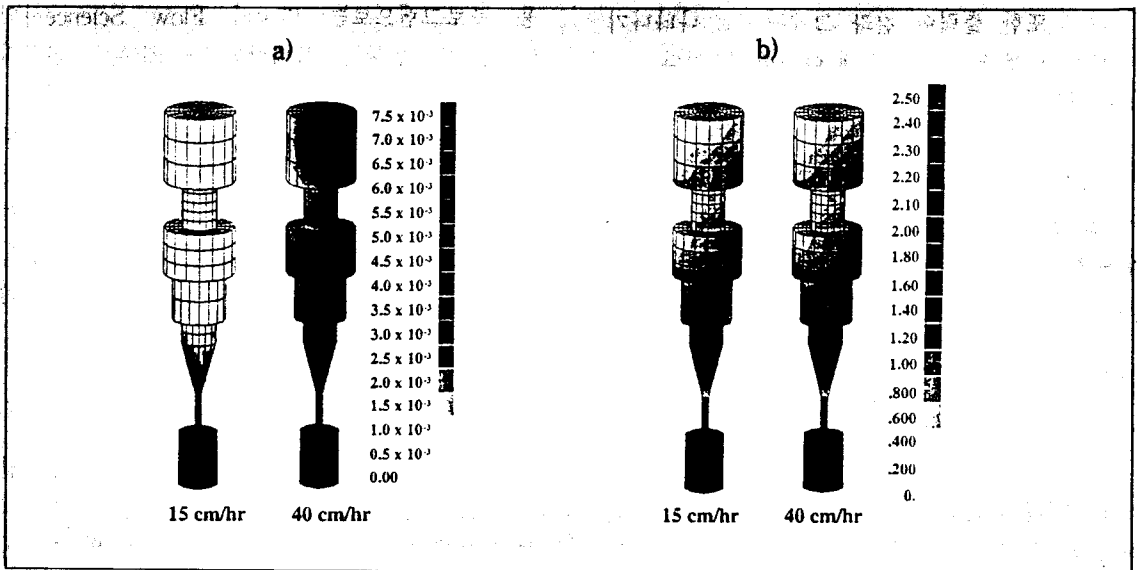 Flow Science
a)
b)
7.5 x 10⁻³
7.0 x 10⁻³
6.5 x 10⁻³
6.0 x 10⁻³
5.5 x 10⁻³
5.0 x 10⁻³
4.5 x 10⁻³
4.0 x 10⁻³
3.5 x 10⁻³
3.0 x 10⁻³
2.5 x 10⁻³
2.0 x 10⁻³
1.5 x 10⁻³
1.0 x 10⁻³
0.5 x 10⁻³
0.00
15 cm/hr
40 cm/hr
2.50
2.40
2.30
2.20
2.10
2.00
1.80
1.60
1.40
1.20
1.00
.800
.600
.400
.200
0.
15 cm/hr
40 cm/hr